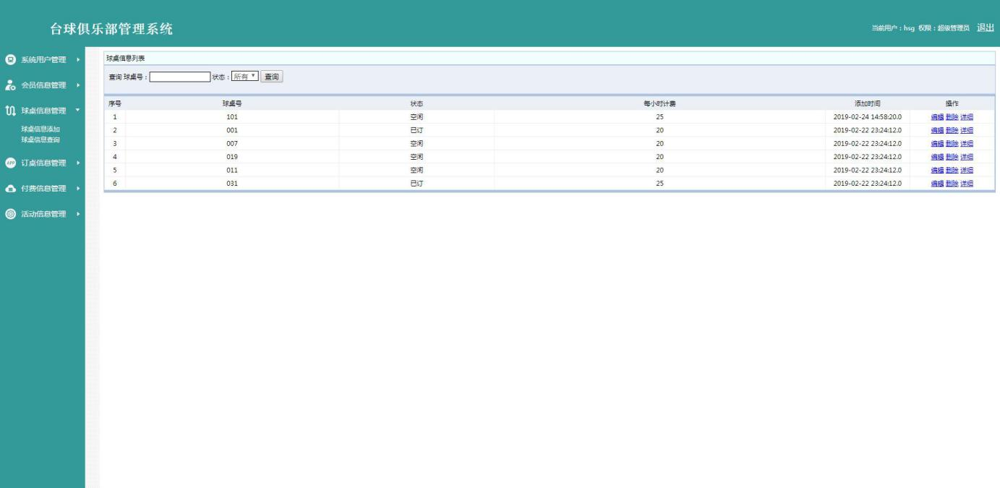 台球俱乐部管理系统
当前用户：hsg 权限：超级管理员 退出
系统用户管理
会员信息管理
球桌信息管理
球桌信息添加
球桌信息查询
APP 订桌信息管理
付费信息管理
活动信息管理
球桌信息列表
查询 球桌号： 状态：所有 查询
序号 球桌号 状态 每小时计费 添加时间 操作
1 101 空闲 25 2019-02-24 14:58:20.0 编辑 删除 详细
2 001 已订 20 2019-02-22 23:24:12.0 编辑 删除 详细
3 007 空闲 20 2019-02-22 23:24:12.0 编辑 删除 详细
4 019 空闲 20 2019-02-22 23:24:12.0 编辑 删除 详细
5 011 空闲 20 2019-02-22 23:24:12.0 编辑 删除 详细
6 031 已订 25 2019-02-22 23:24:12.0 编辑 删除 详细